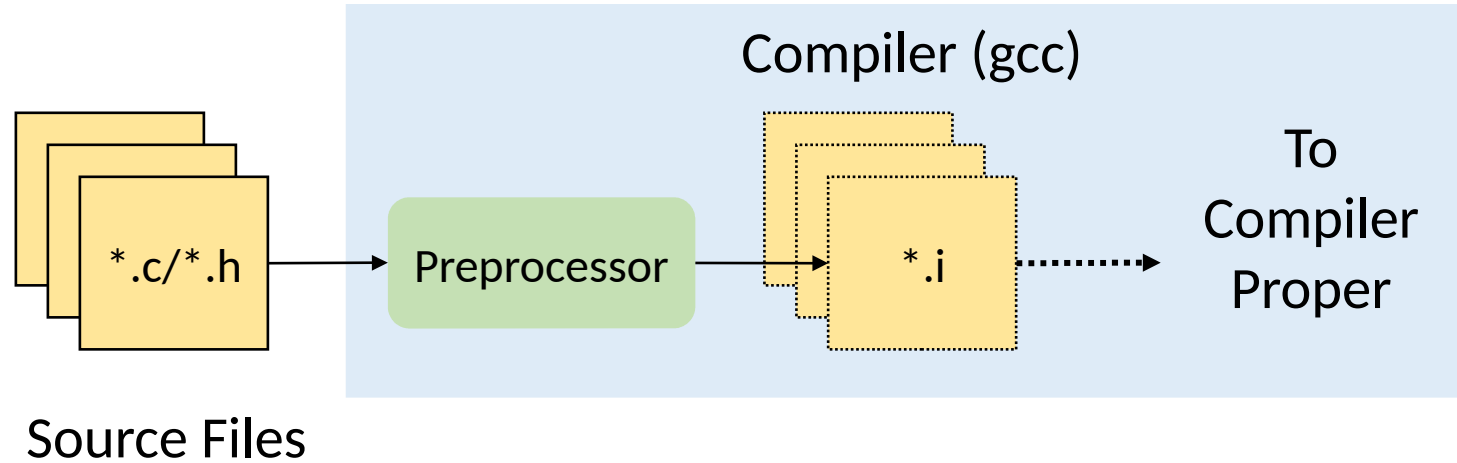 Compiler (gcc)
*.c/*.h
Preprocessor
*.i
To
Compiler
Proper
Source Files